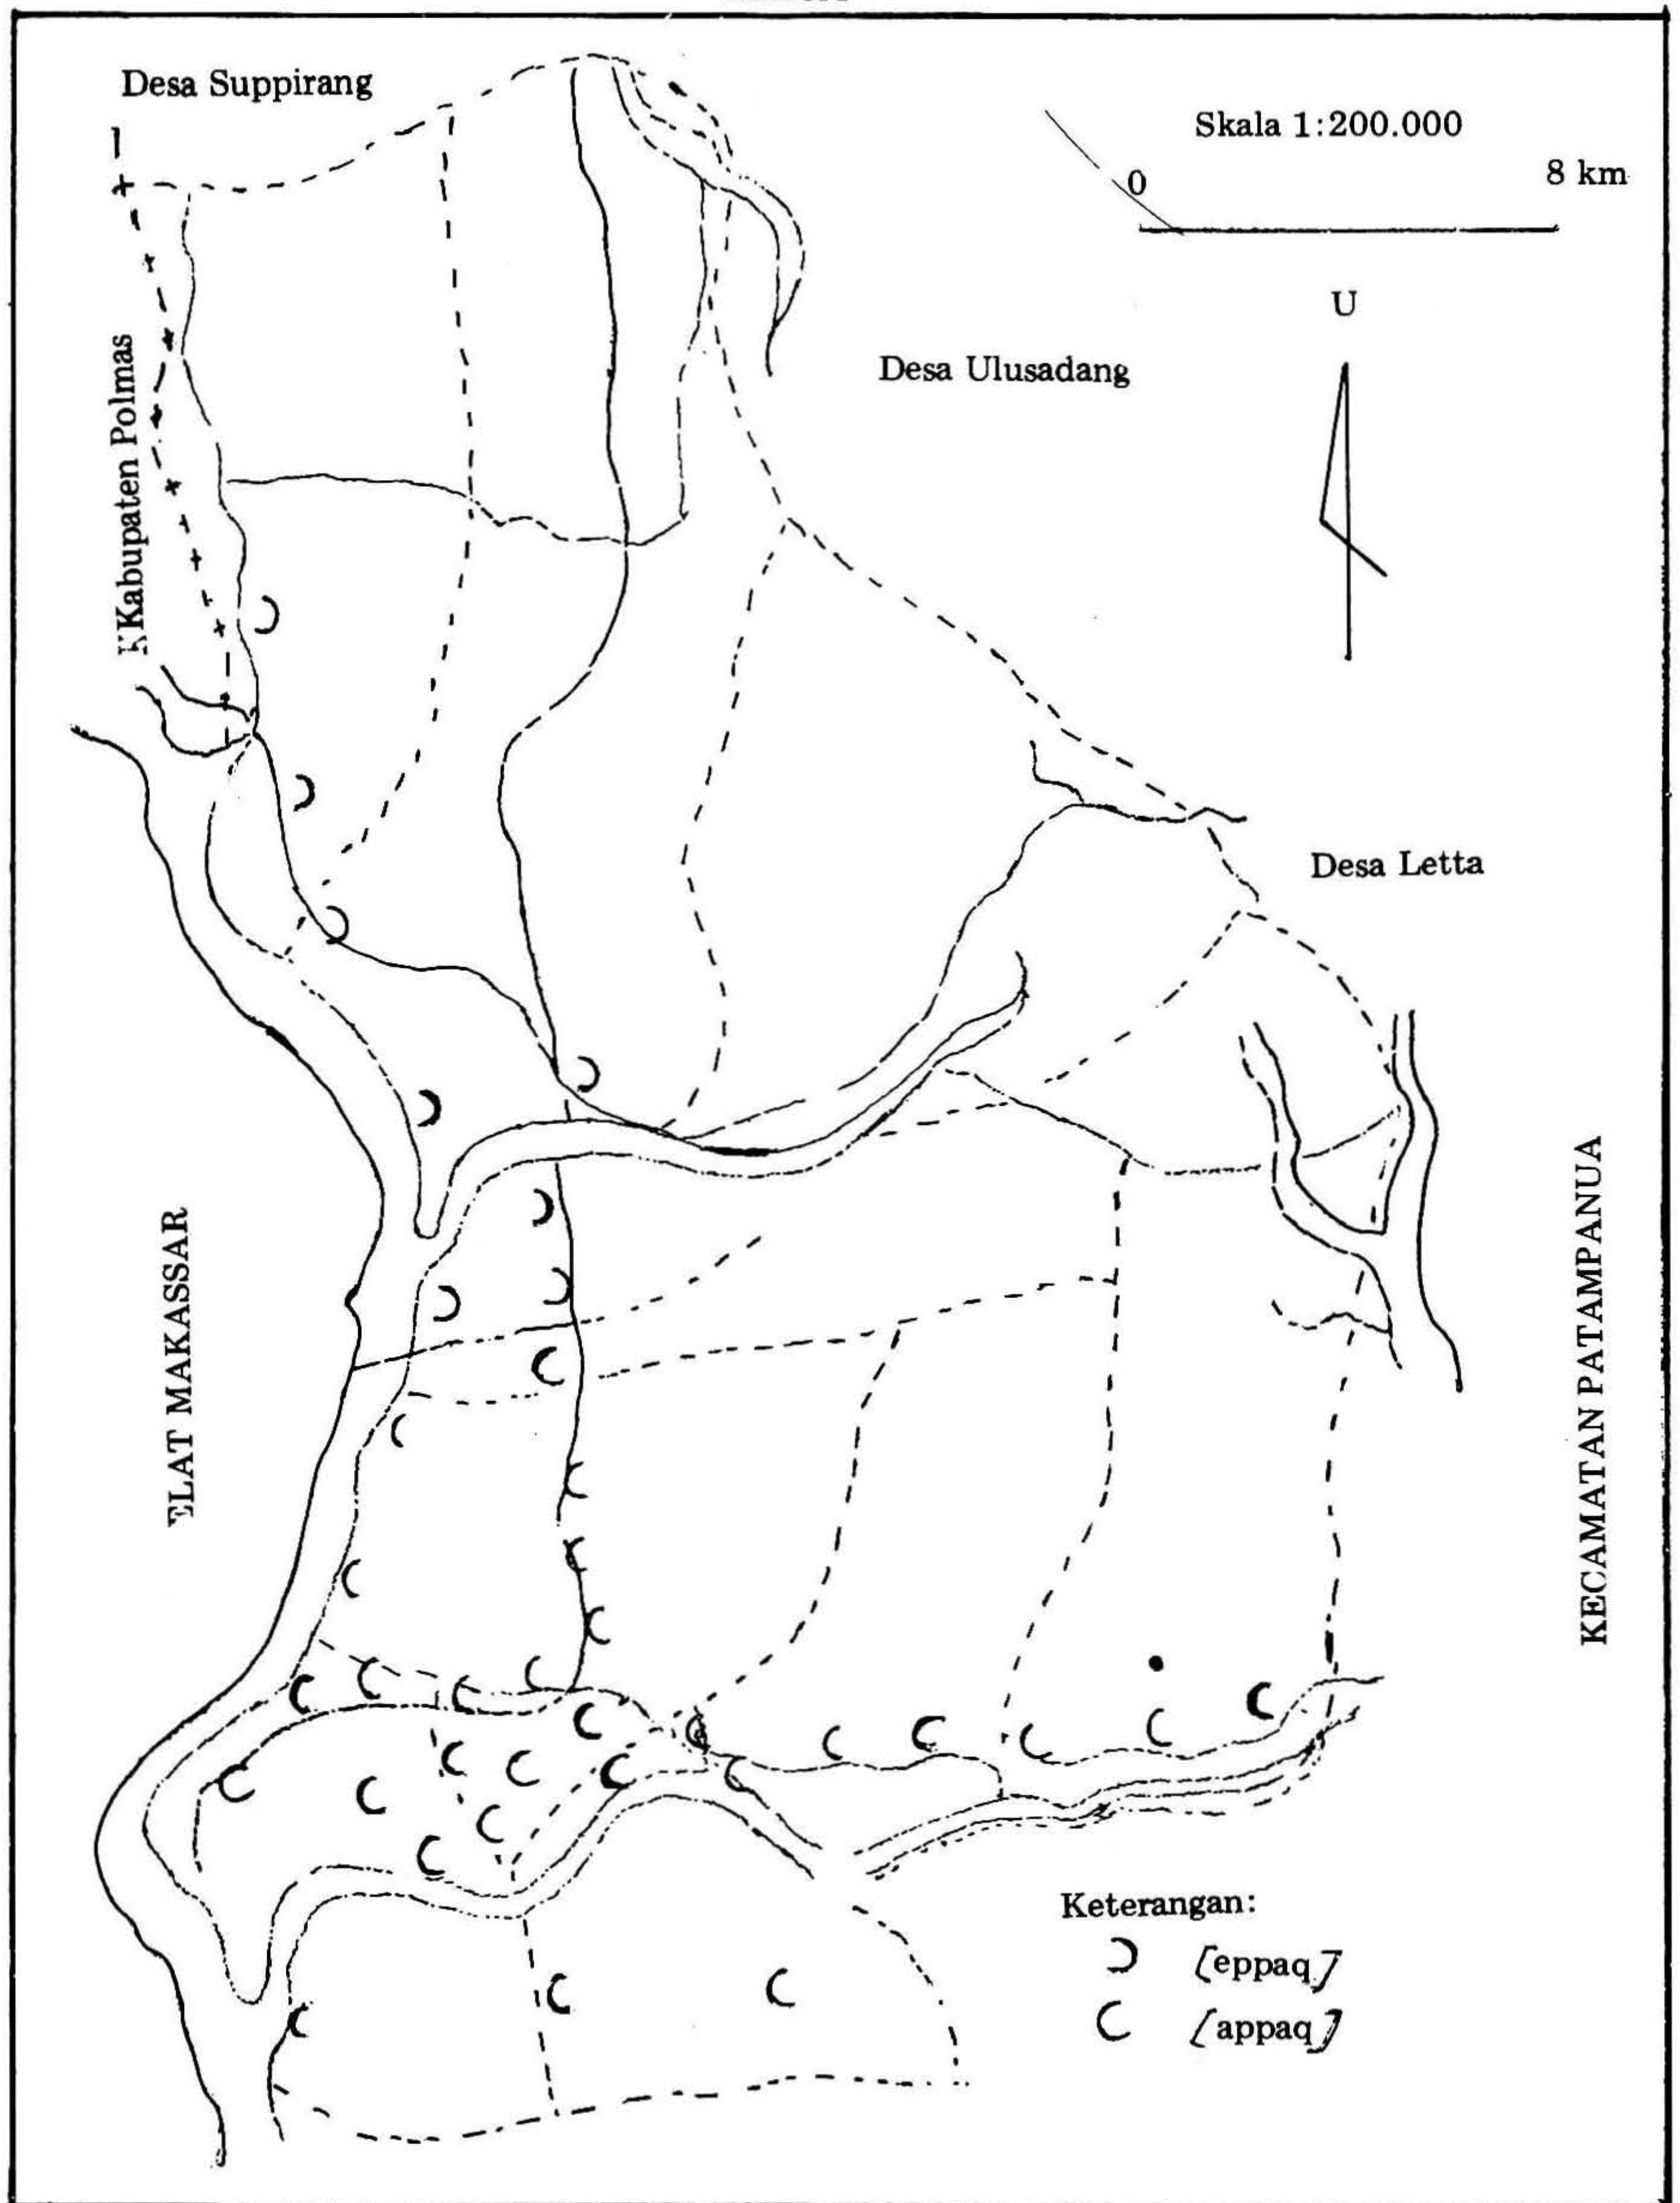 Desa Suppirang
Skala 1:200.000
0
8 km
U
KKabupaten Polmas
Desa Ulusadang
Desa Letta
ELAT MAKASSAR
KECAMATAN PATAMPANUA
Keterangan:
[eppaq]
[appaq]